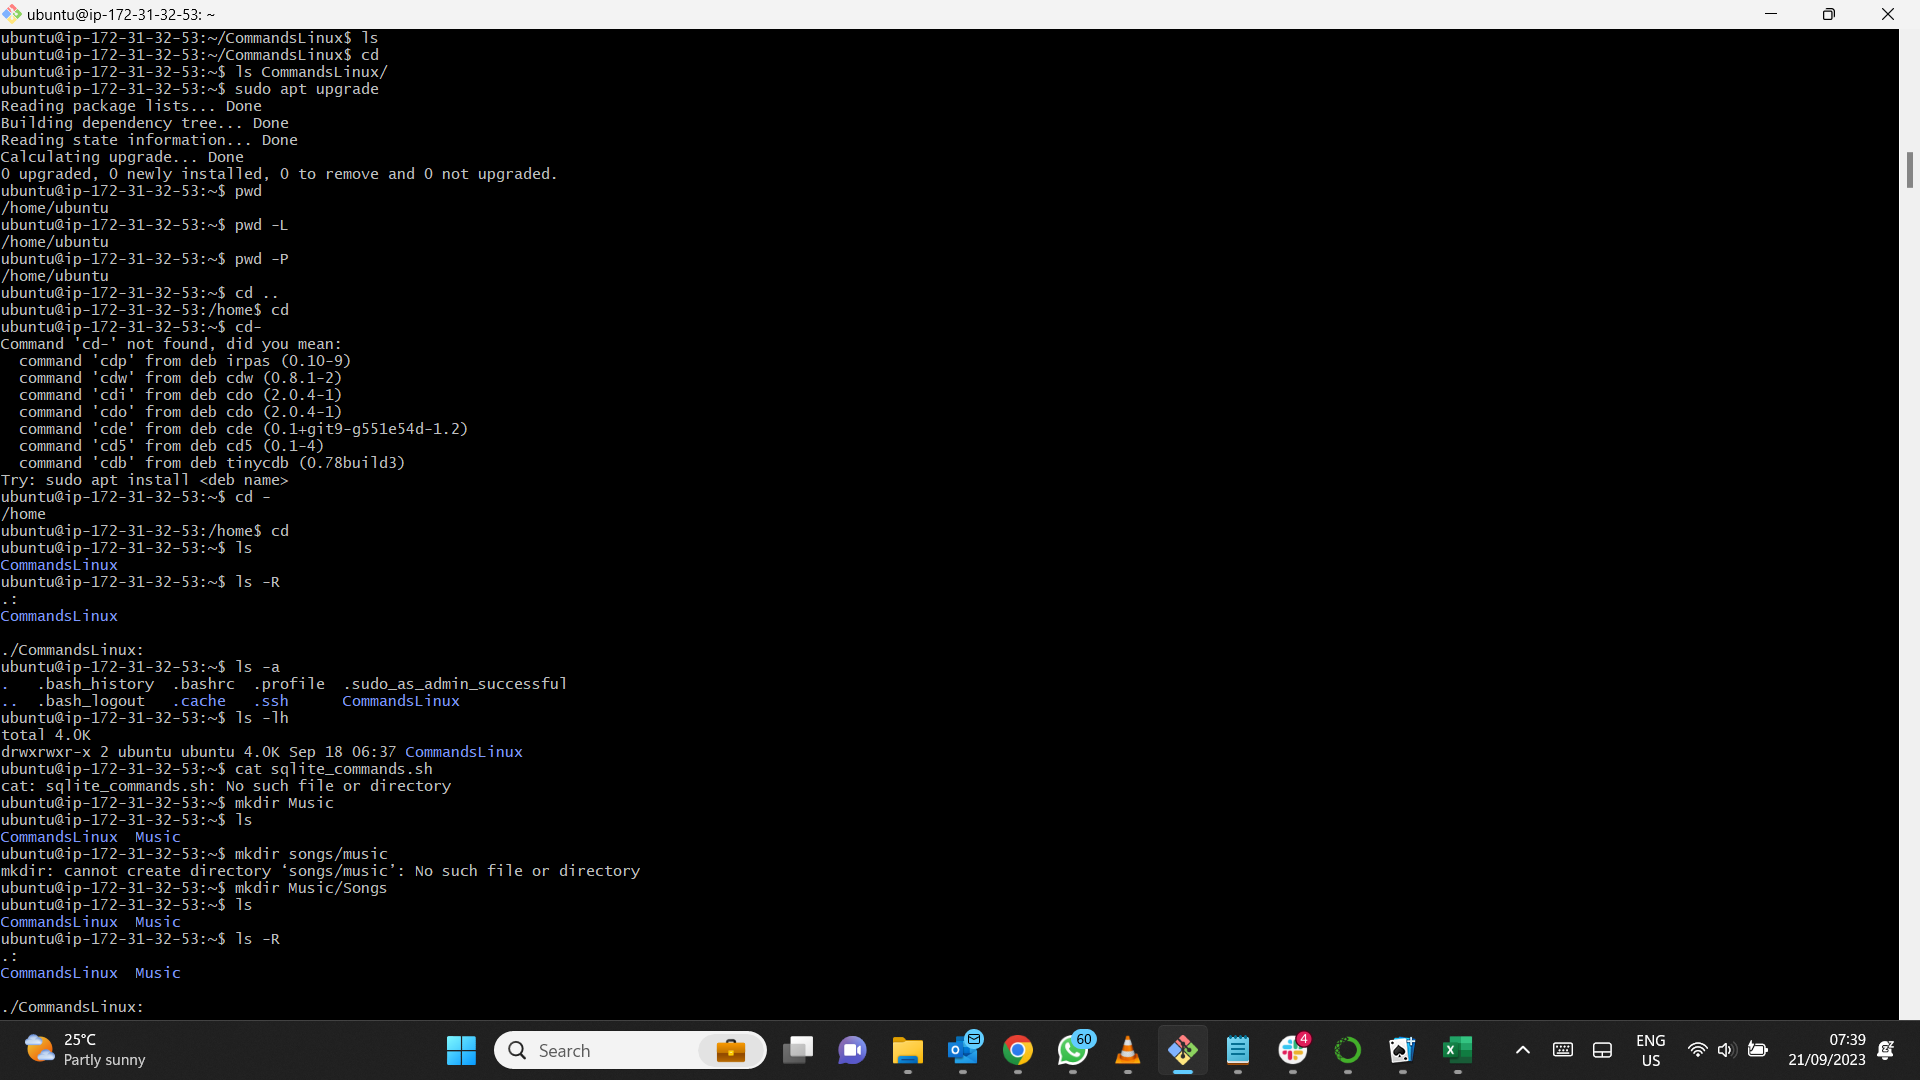 ubuntu@ip-172-31-32-53: ~
ubuntu@ip-172-31-32-53:~/CommandsLinux$ ls
ubuntu@ip-172-31-32-53:~/CommandsLinux$ cd
ubuntu@ip-172-31-32-53:~$ ls CommandsLinux/
ubuntu@ip-172-31-32-53:~$ sudo apt upgrade
Reading package lists... Done
Building dependency tree... Done
Reading state information... Done
Calculating upgrade... Done
0 upgraded, 0 newly installed, 0 to remove and 0 not upgraded.
ubuntu@ip-172-31-32-53:~$ pwd
/home/ubuntu
ubuntu@ip-172-31-32-53:~$ pwd -L
/home/ubuntu
ubuntu@ip-172-31-32-53:~$ pwd -P
/home/ubuntu
ubuntu@ip-172-31-32-53:~$ cd ..
ubuntu@ip-172-31-32-53:/home$ cd
ubuntu@ip-172-31-32-53:~$ cd-
Command 'cd-' not found, did you mean:
  command 'cdp' from deb irpas (0.10-9)
  command 'cdw' from deb cdw (0.8.1-2)
  command 'cdi' from deb cdo (2.0.4-1)
  command 'cdo' from deb cdo (2.0.4-1)
  command 'cde' from deb cde (0.1+git9-g551e54d-1.2)
  command 'cd5' from deb cd5 (0.1-4)
  command 'cdb' from deb tinycdb (0.78build3)
Try: sudo apt install <deb name>
ubuntu@ip-172-31-32-53:~$ cd -
/home
ubuntu@ip-172-31-32-53:/home$ cd
ubuntu@ip-172-31-32-53:~$ ls
CommandsLinux
ubuntu@ip-172-31-32-53:~$ ls -R
.:
CommandsLinux

./CommandsLinux:
ubuntu@ip-172-31-32-53:~$ ls -a
.   .bash_history  .bashrc  .profile  .sudo_as_admin_successful
..  .bash_logout   .cache   .ssh      CommandsLinux
ubuntu@ip-172-31-32-53:~$ ls -lh
total 4.0K
drwxrwxr-x 2 ubuntu ubuntu 4.0K Sep 18 06:37 CommandsLinux
ubuntu@ip-172-31-32-53:~$ cat sqlite_commands.sh
cat: sqlite_commands.sh: No such file or directory
ubuntu@ip-172-31-32-53:~$ mkdir Music
ubuntu@ip-172-31-32-53:~$ ls
CommandsLinux  Music
ubuntu@ip-172-31-32-53:~$ mkdir songs/music
mkdir: cannot create directory ‘songs/music’: No such file or directory
ubuntu@ip-172-31-32-53:~$ mkdir Music/Songs
ubuntu@ip-172-31-32-53:~$ ls
CommandsLinux  Music
ubuntu@ip-172-31-32-53:~$ ls -R
.:
CommandsLinux  Music

./CommandsLinux:
25°C
Partly sunny
Search
60
4
ENG
US
07:39
21/09/2023